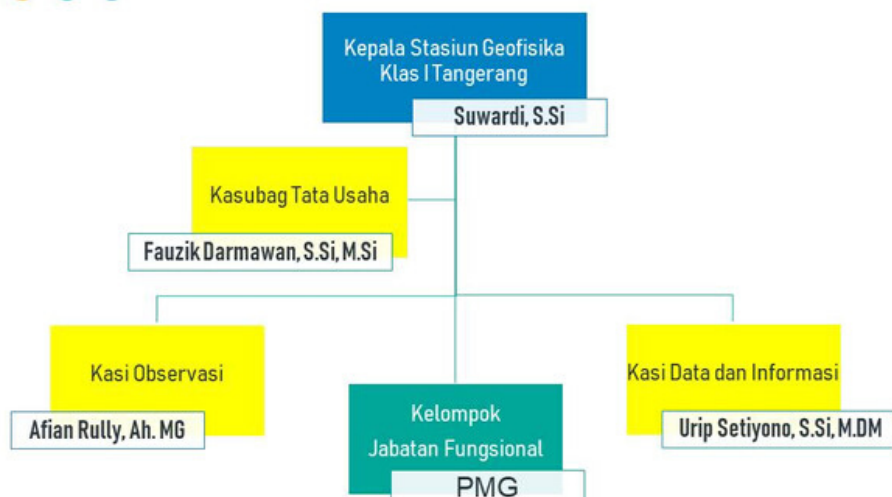 Kepala Stasiun Geofisika
Klas I Tangerang
Suwardi, S.Si
Kasubag Tata Usaha
Fauzik Darmawan, S.Si, M.Si
Kasi Observasi
Afian Rully, Ah. MG
Kelompok
Jabatan Fungsional
PMG
Kasi Data dan Informasi
Urip Setiyono, S.Si, M.DM